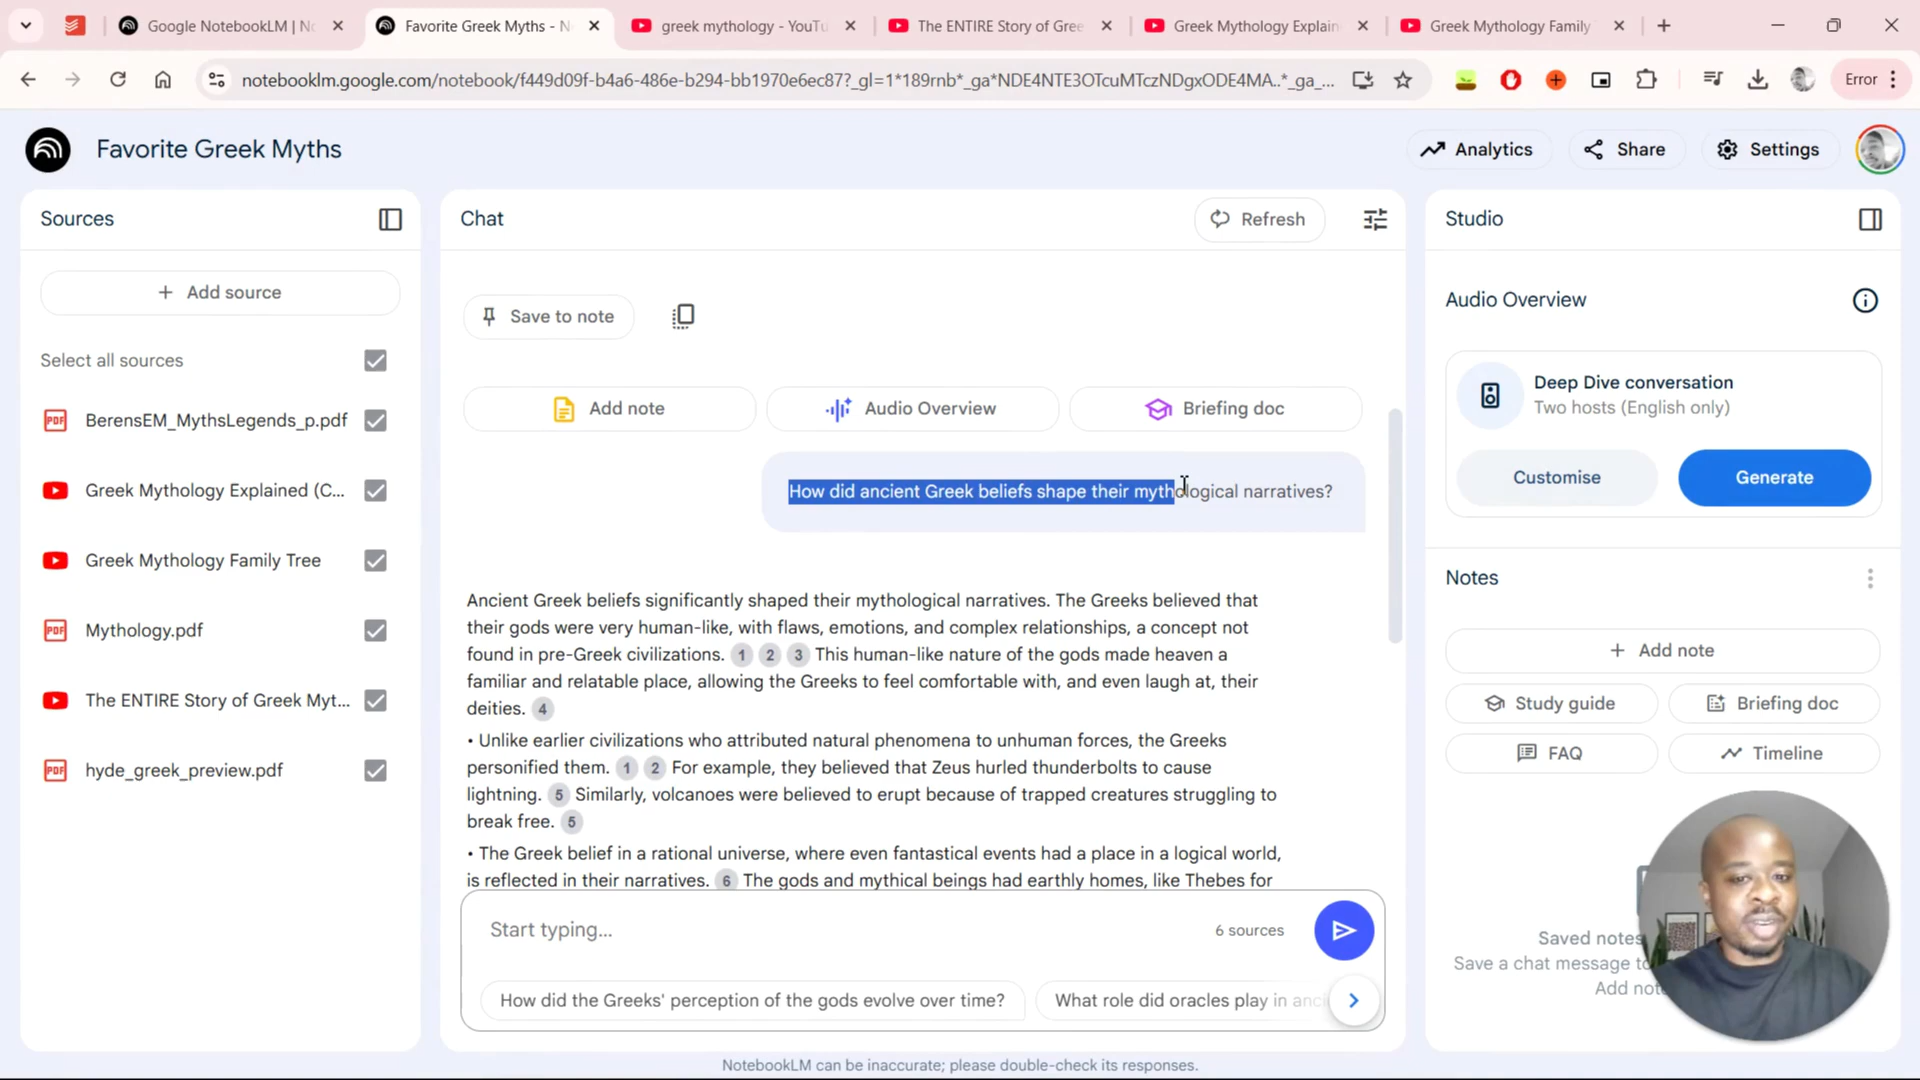 Google NotebookLM | No
Favorite Greek Myths - N
greek mythology - YouTu
The ENTIRE Story of Gree
Greek Mythology Explain
Greek Mythology Family
notebooklm.google.com/notebook/f449d09f-b4a6-486e-b294-bb1970e6ec87?_gl=1*189rnb*_ga*NDE4NTE3OTcuMTczNDgxODE4MA..*_ga_...
Error
Favorite Greek Myths
Analytics
Share
Settings
Sources
Add source
Select all sources
PDF BerensEM_MythsLegends_p.pdf
Greek Mythology Explained (C...
Greek Mythology Family Tree
PDF Mythology.pdf
The ENTIRE Story of Greek Myt...
PDF hyde_greek_preview.pdf
Chat
Refresh
Save to note
Add note
Audio Overview
Briefing doc
How did ancient Greek beliefs shape their mythological narratives?
Ancient Greek beliefs significantly shaped their mythological narratives. The Greeks believed that
their gods were very human-like, with flaws, emotions, and complex relationships, a concept not
found in pre-Greek civilizations. 1 2 3 This human-like nature of the gods made heaven a
familiar and relatable place, allowing the Greeks to feel comfortable with, and even laugh at, their
deities. 4
• Unlike earlier civilizations who attributed natural phenomena to unhuman forces, the Greeks
personified them. 1 2 For example, they believed that Zeus hurled thunderbolts to cause
lightning. 5 Similarly, volcanoes were believed to erupt because of trapped creatures struggling to
break free. 5
• The Greek belief in a rational universe, where even fantastical events had a place in a logical world,
is reflected in their narratives. 6 The gods and mythical beings had earthly homes, like Thebes for
Start typing...
6 sources
How did the Greeks' perception of the gods evolve over time?
What role did oracles play in anci
NotebookLM can be inaccurate; please double-check its responses.
Studio
Audio Overview
Deep Dive conversation
Two hosts (English only)
Customise
Generate
Notes
Add note
Study guide
Briefing doc
FAQ
Timeline
Saved notes
Save a chat message to
Add note